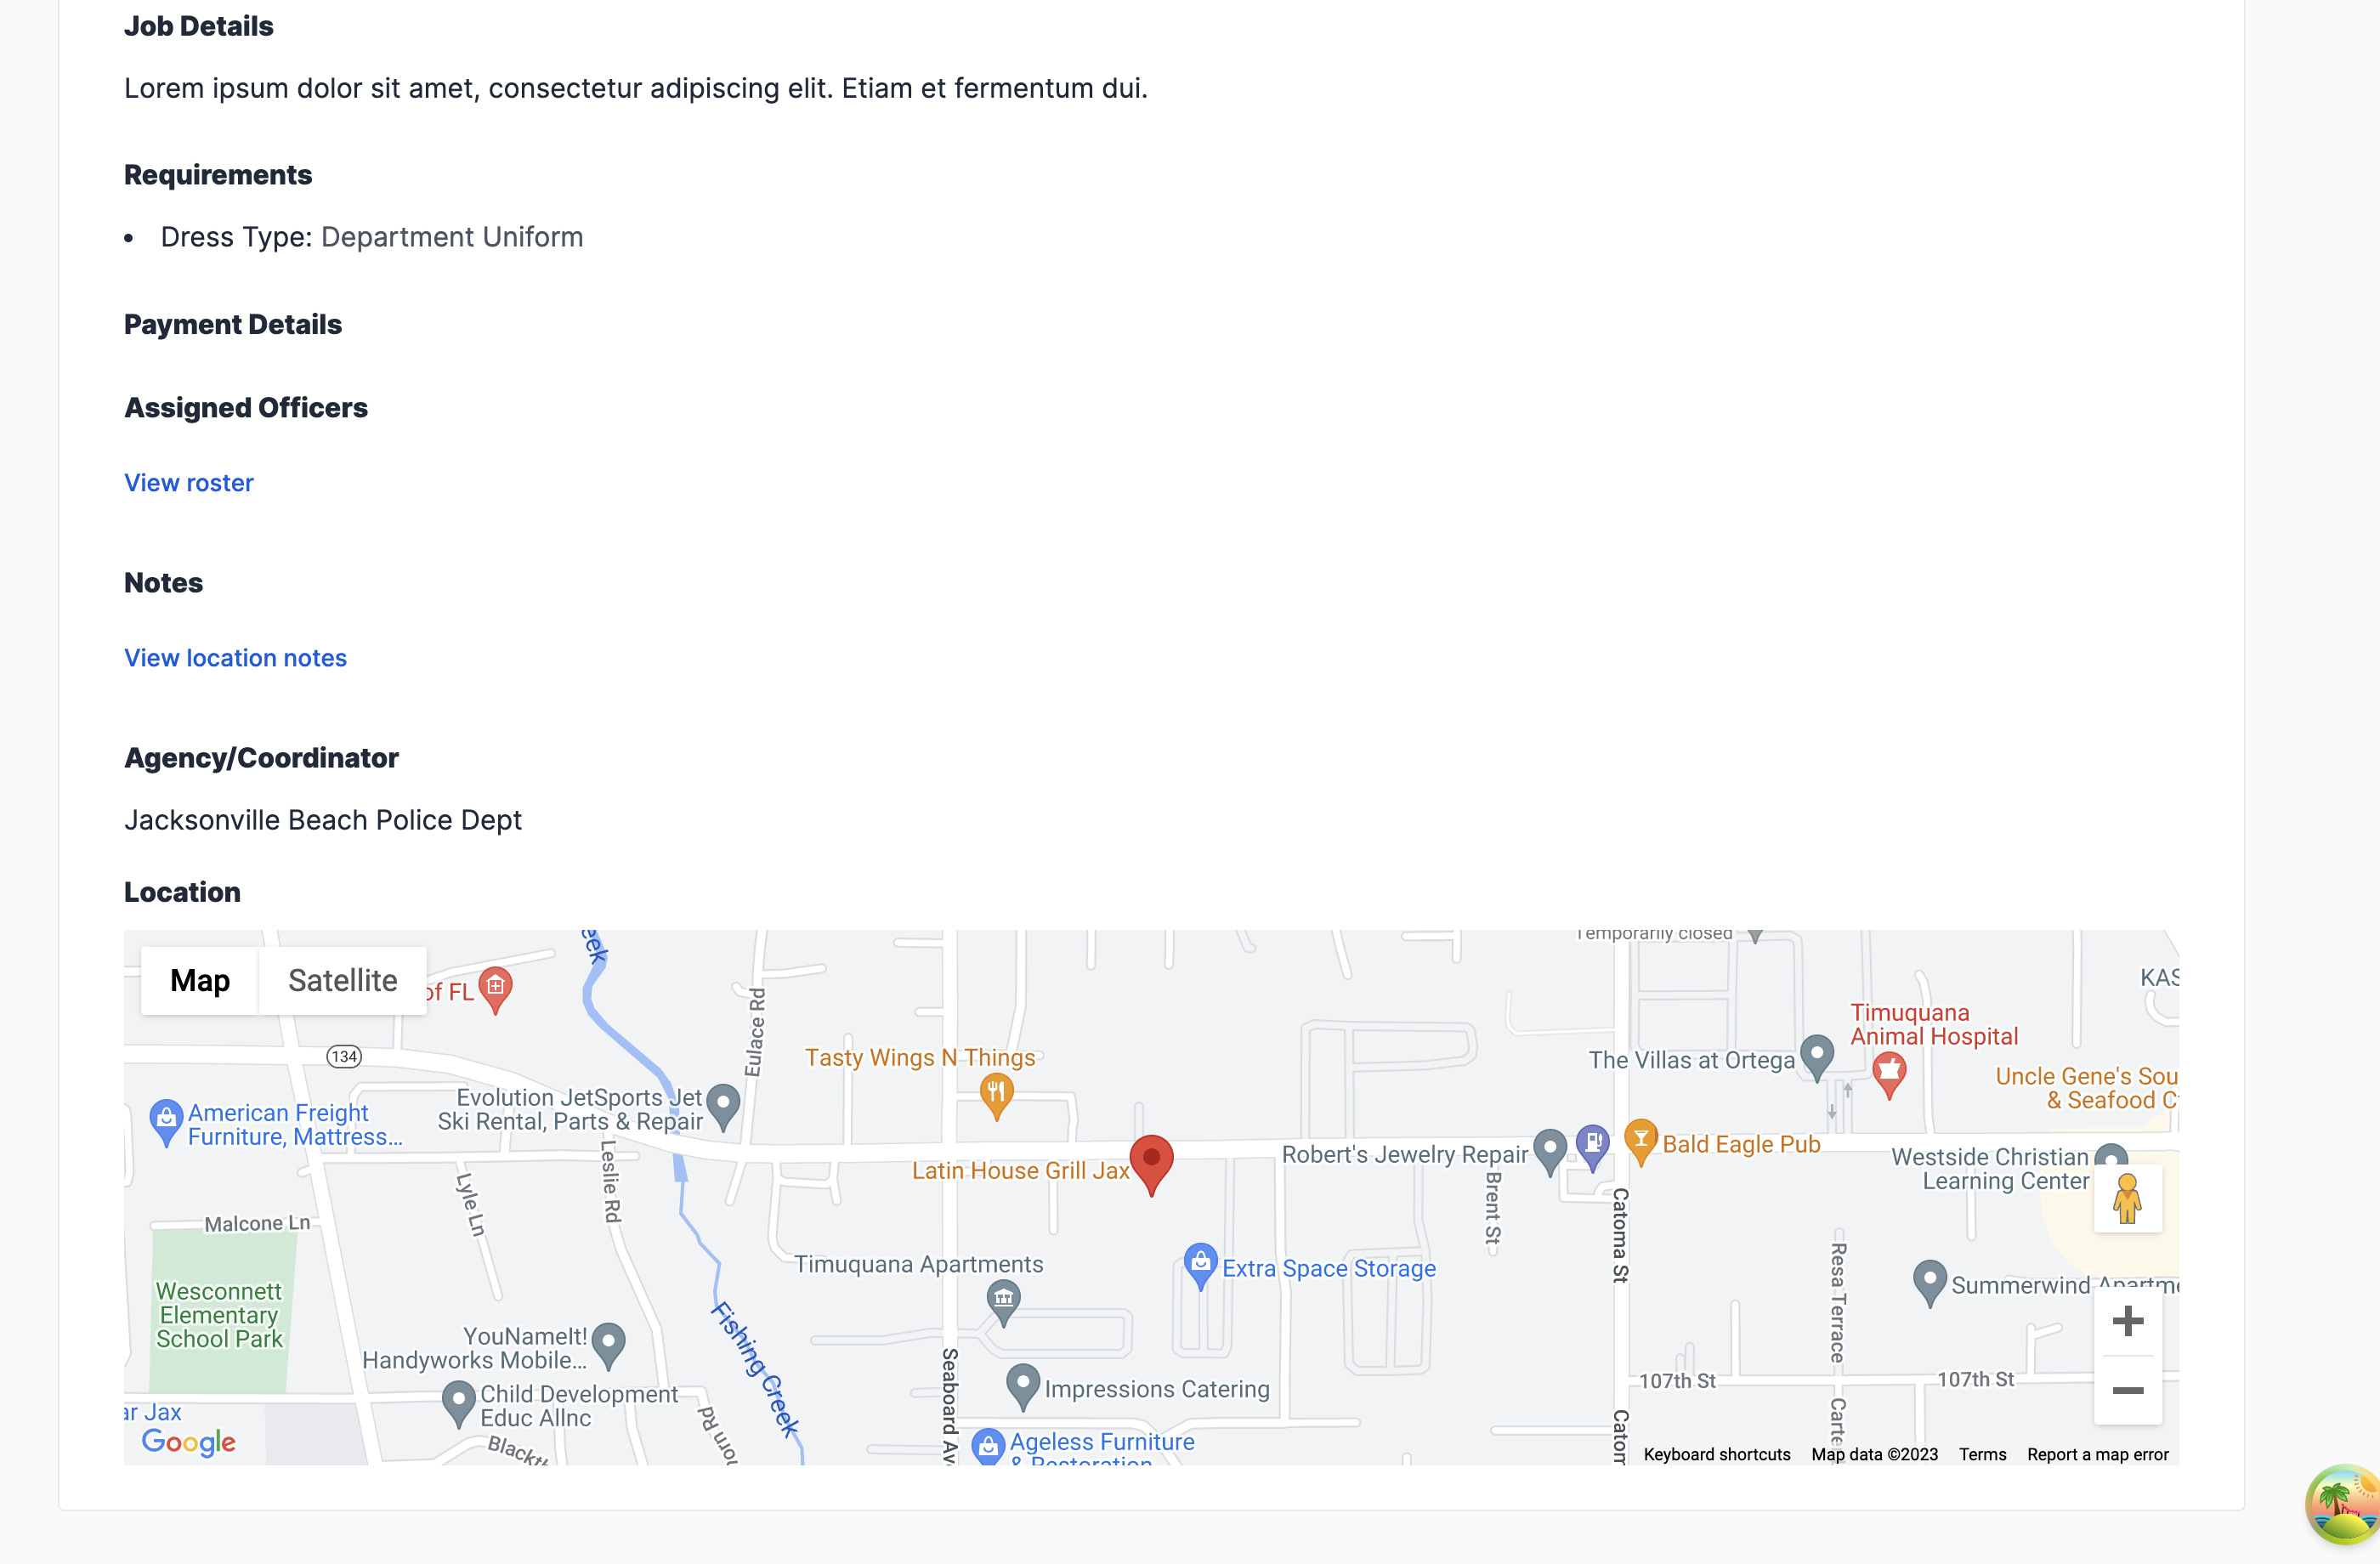 Job Details
Lorem ipsum dolor sit amet, consectetur adipiscing elit. Etiam et fermentum dui.
Requirements
• Dress Type: Department Uniform
Payment Details
Assigned Officers
View roster
Notes
View location notes
Agency/Coordinator
Jacksonville Beach Police Dept
Location
Map
Satellite
of FL
134
Eulace Rd
Temporarily closed
KAS
Timuquana
Animal Hospital
The Villas at Ortega
Tasty Wings N Things
Evolution JetSports Jet
Ski Rental, Parts & Repair
American Freight
Furniture, Mattress...
Uncle Gene's Sou
& Seafood
Latin House Grill Jax
Robert's Jewelry Repair
Bald Eagle Pub
Westside Christian
Learning Center
Lyle Ln
Leslie Rd
Brent St
Catoma St
Malcone Ln
Wesconnett
Elementary
School Park
Timuquana Apartments
Extra Space Storage
Resa Terrace
Summerwind Apartme
YouNameIt!
Handyworks Mobile...
Fishing Creek
Child Development
Educ Allnc
Seaboard Av
Impressions Catering
107th St
107th St
ar Jax
Google
Blackth
orn Rd
Ageless Furniture
& Restoration
Catom
Carte
Keyboard shortcuts
Map data ©2023
Terms
Report a map error